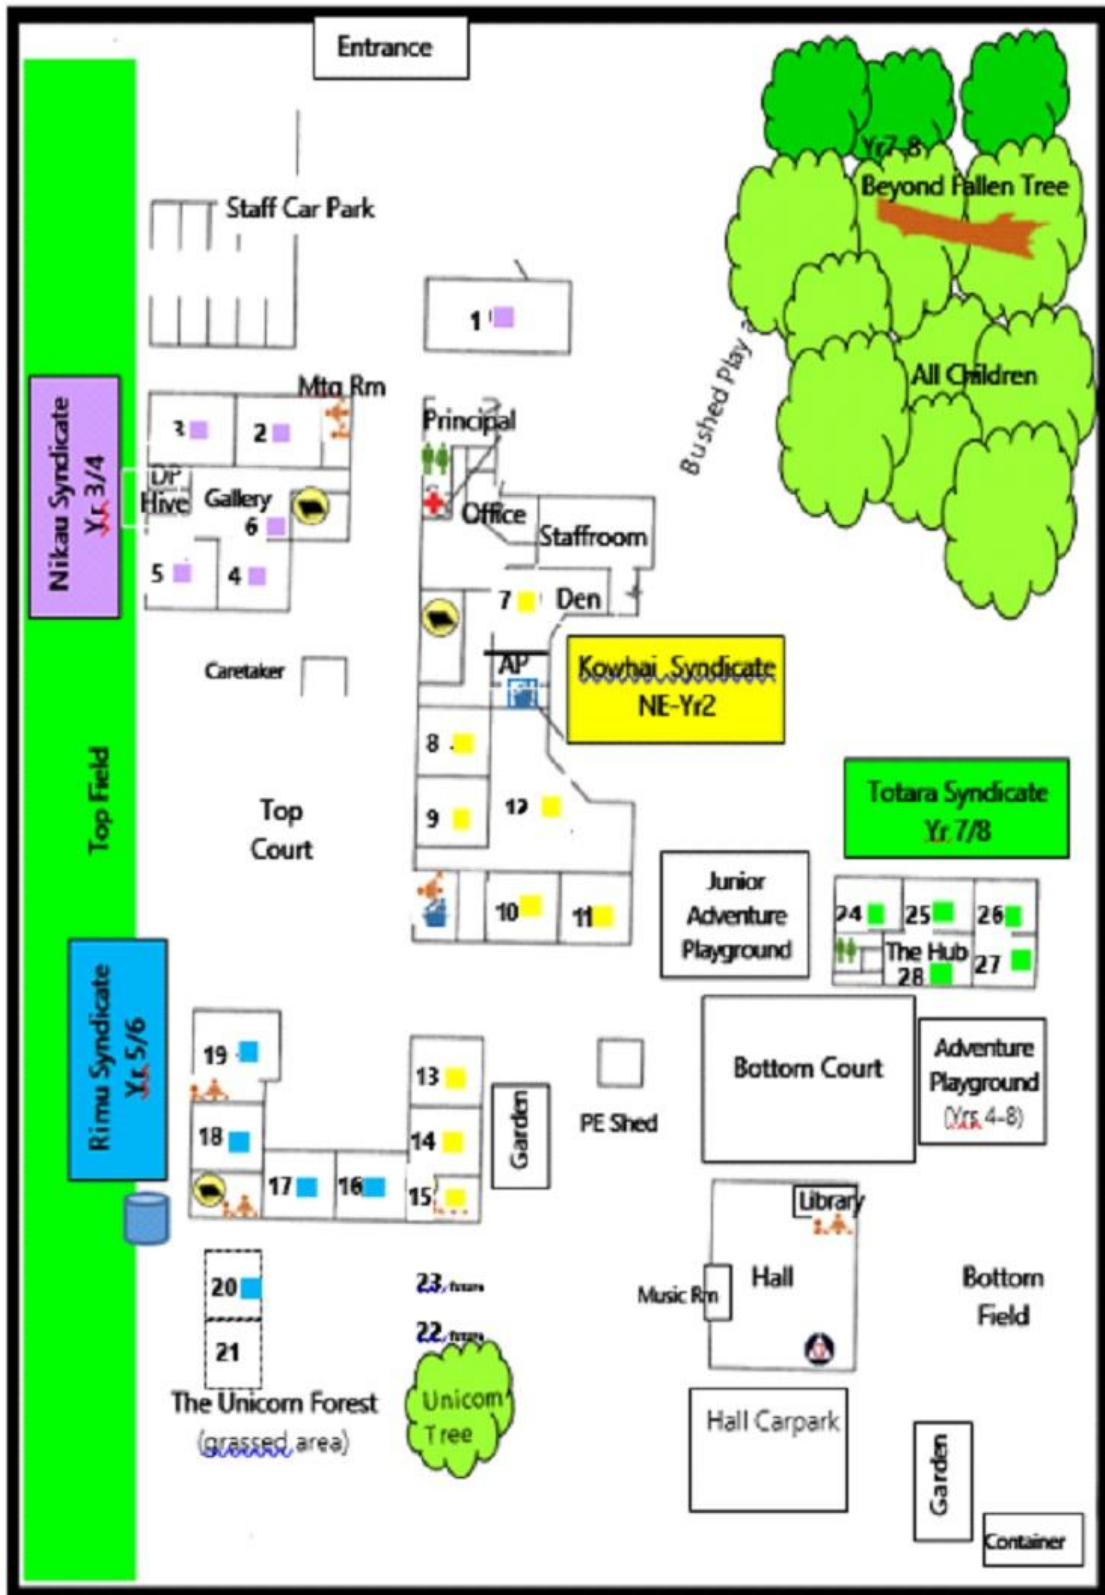 Entrance
Yr7-8
Beyond Fallen Tree
Staff Car Park
1
Bushed Play
All Children
Mtg Rm
Nikau Syndicate
Yr. 3/4
3
2
Principal
DP
Hive
Gallery
6
Office
Staffroom
5
4
7
Den
Caretaker
AP
Kowhai Syndicate
NE-Yr2
8
9
12
Top
Court
Top Field
Totara Syndicate
Yr. 7/8
10
11
Junior
Adventure
Playground
24
25
26
The Hub
28
27
Rimu Syndicate
Yr. 5/6
19
18
17
16
13
14
15
Garden
PE Shed
Bottom Court
Adventure
Playground
(Yrs. 4-8)
Library
Hall
Music Rm
Bottom
Field
20
21
23. future
22. future
The Unicorn Forest
(grassed area)
Unicorn
Tree
Hall Carpark
Garden
Container